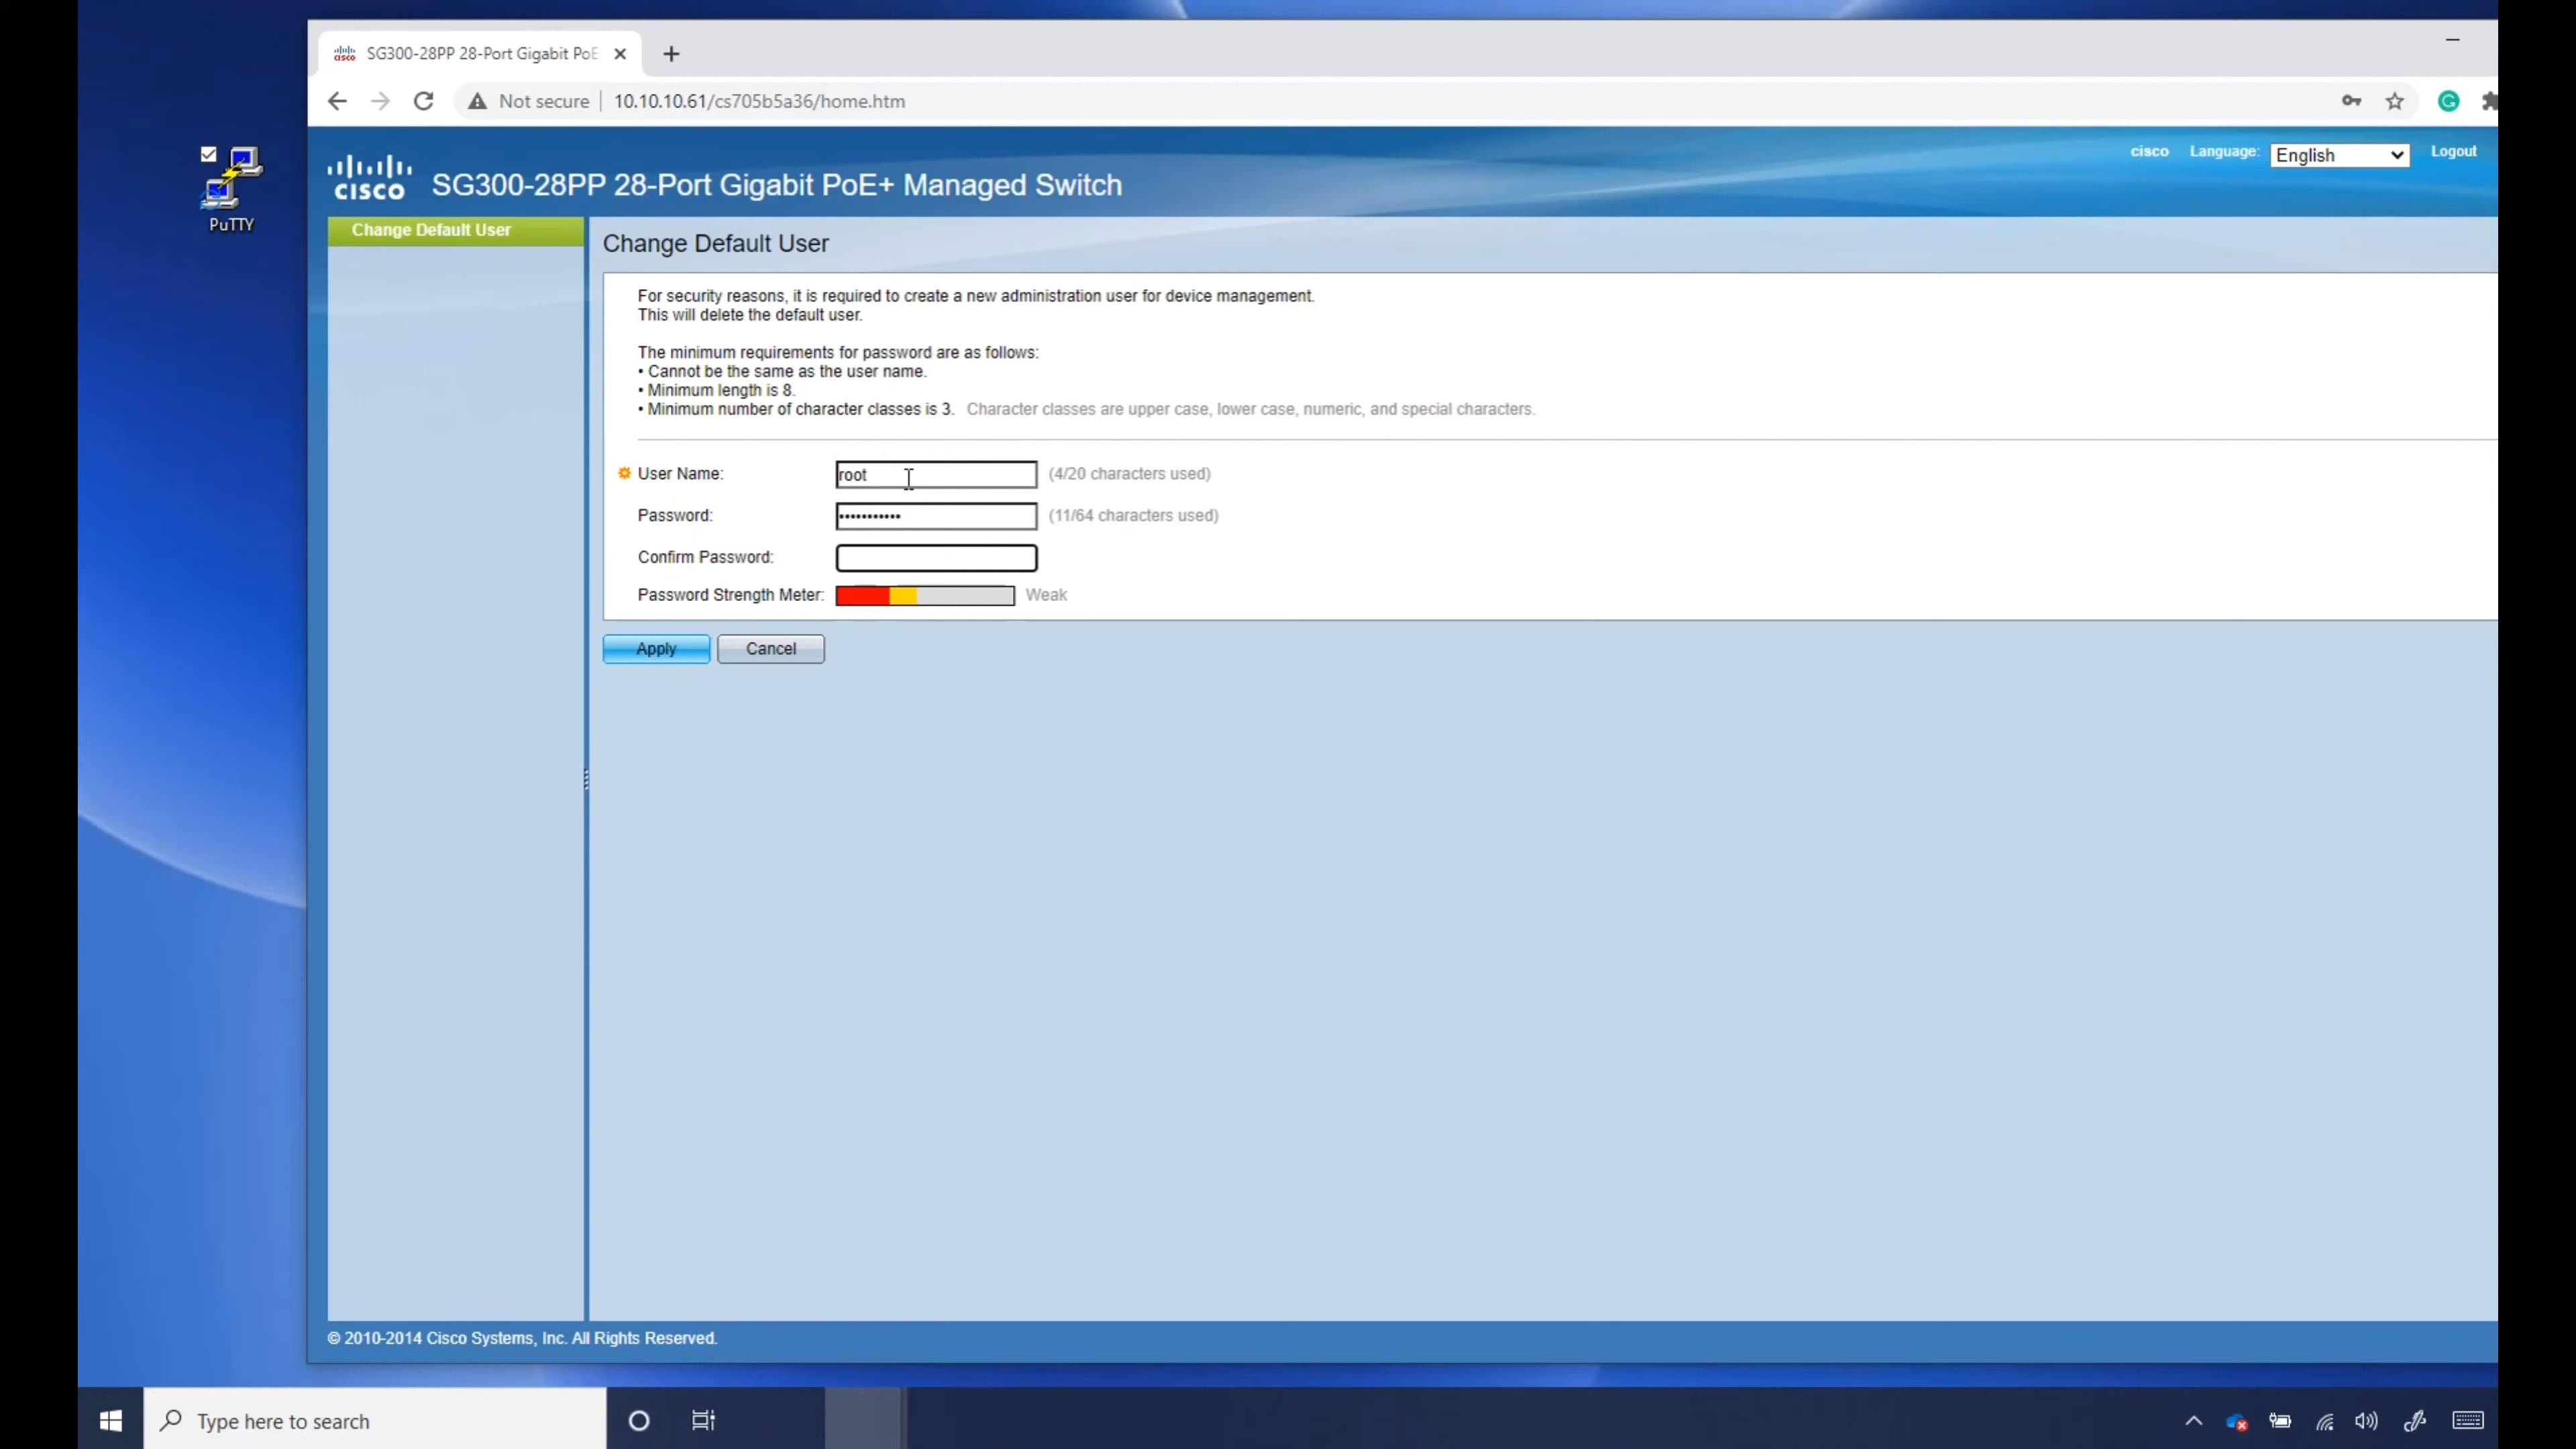 SG300-28PP 28-Port Gigabit PoE
Not secure
10.10.10.61/cs705b5a36/home.htm
PuTTY
cisco
SG300-28PP 28-Port Gigabit PoE+ Managed Switch
cisco
Language:
English
Logout
Change Default User
Change Default User
For security reasons, it is required to create a new administration user for device management.
This will delete the default user.
The minimum requirements for password are as follows:
• Cannot be the same as the user name.
• Minimum length is 8.
• Minimum number of character classes is 3. Character classes are upper case, lower case, numeric, and special characters.
User Name:
root
(4/20 characters used)
Password:
•••••••••••
(11/64 characters used)
Confirm Password:
Password Strength Meter:
Weak
Apply
Cancel
© 2010-2014 Cisco Systems, Inc. All Rights Reserved.
Type here to search